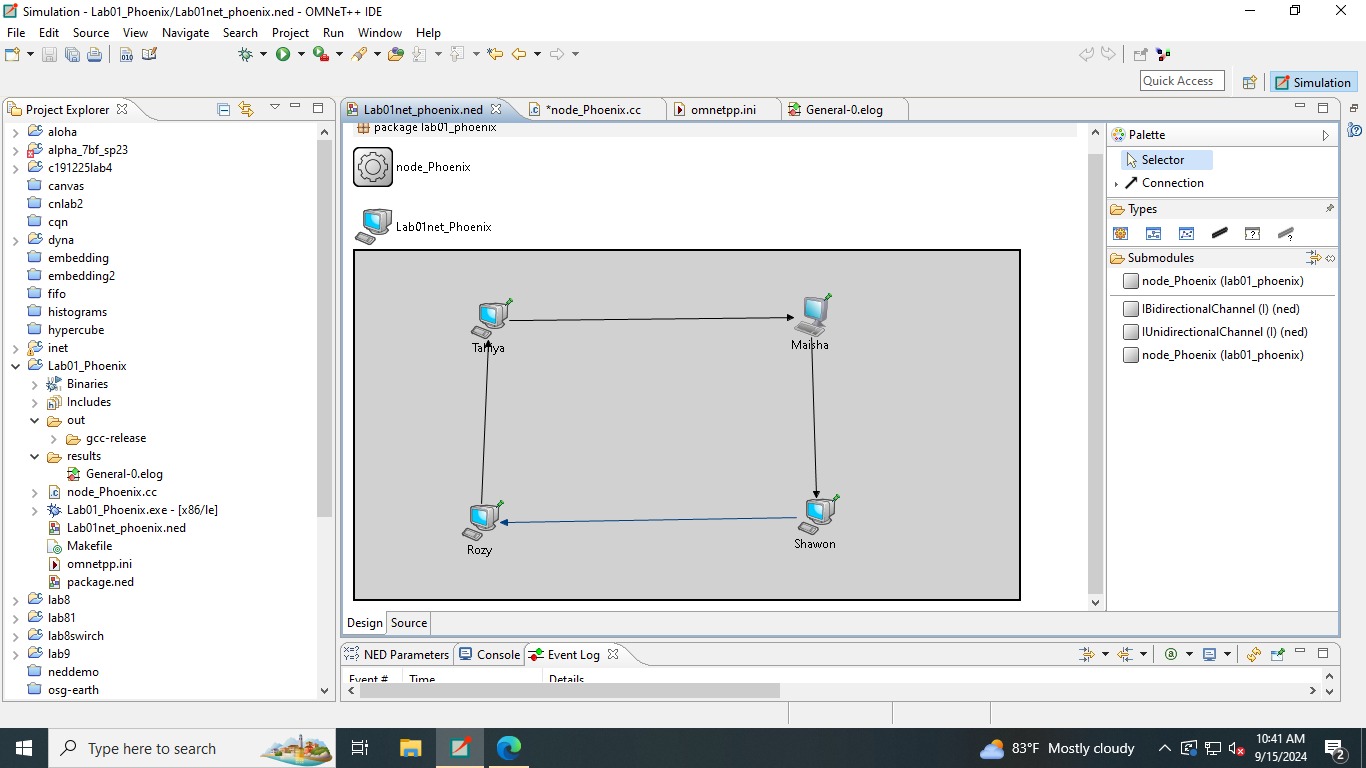 Simulation - Lab01_Phoenix/Lab01net_phoenix.ned - OMNeT++ IDE
File Edit Source View Navigate Search Project Run Window Help
010
Quick Access
Simulation
Project Explorer
aloha
alpha_7bf_sp23
c191225lab4
canvas
cnlab2
cqn
dyna
embedding
embedding2
fifo
histograms
hypercube
inet
Lab01_Phoenix
Binaries
Includes
out
gcc-release
results
General-0.elog
node_Phoenix.cc
Lab01_Phoenix.exe - [x86/le]
Lab01net_phoenix.ned
Makefile
omnetpp.ini
package.ned
lab8
lab81
lab8swirch
lab9
neddemo
osg-earth
Lab01net_phoenix.ned *node_Phoenix.cc omnetpp.ini General-0.elog
package lab01_phoenix
node_Phoenix
Lab01net_Phoenix
Maisha
Rozy
Shawon
Design Source
Palette
Selector
Connection
Types
Submodules
node_Phoenix (lab01_phoenix)
IBidirectionalChannel (I) (ned)
IUnidirectionalChannel (I) (ned)
node_Phoenix (lab01_phoenix)
NED Parameters Console Event Log
Event # Time Details
Type here to search
83°F Mostly cloudy
10:41 AM
9/15/2024
2